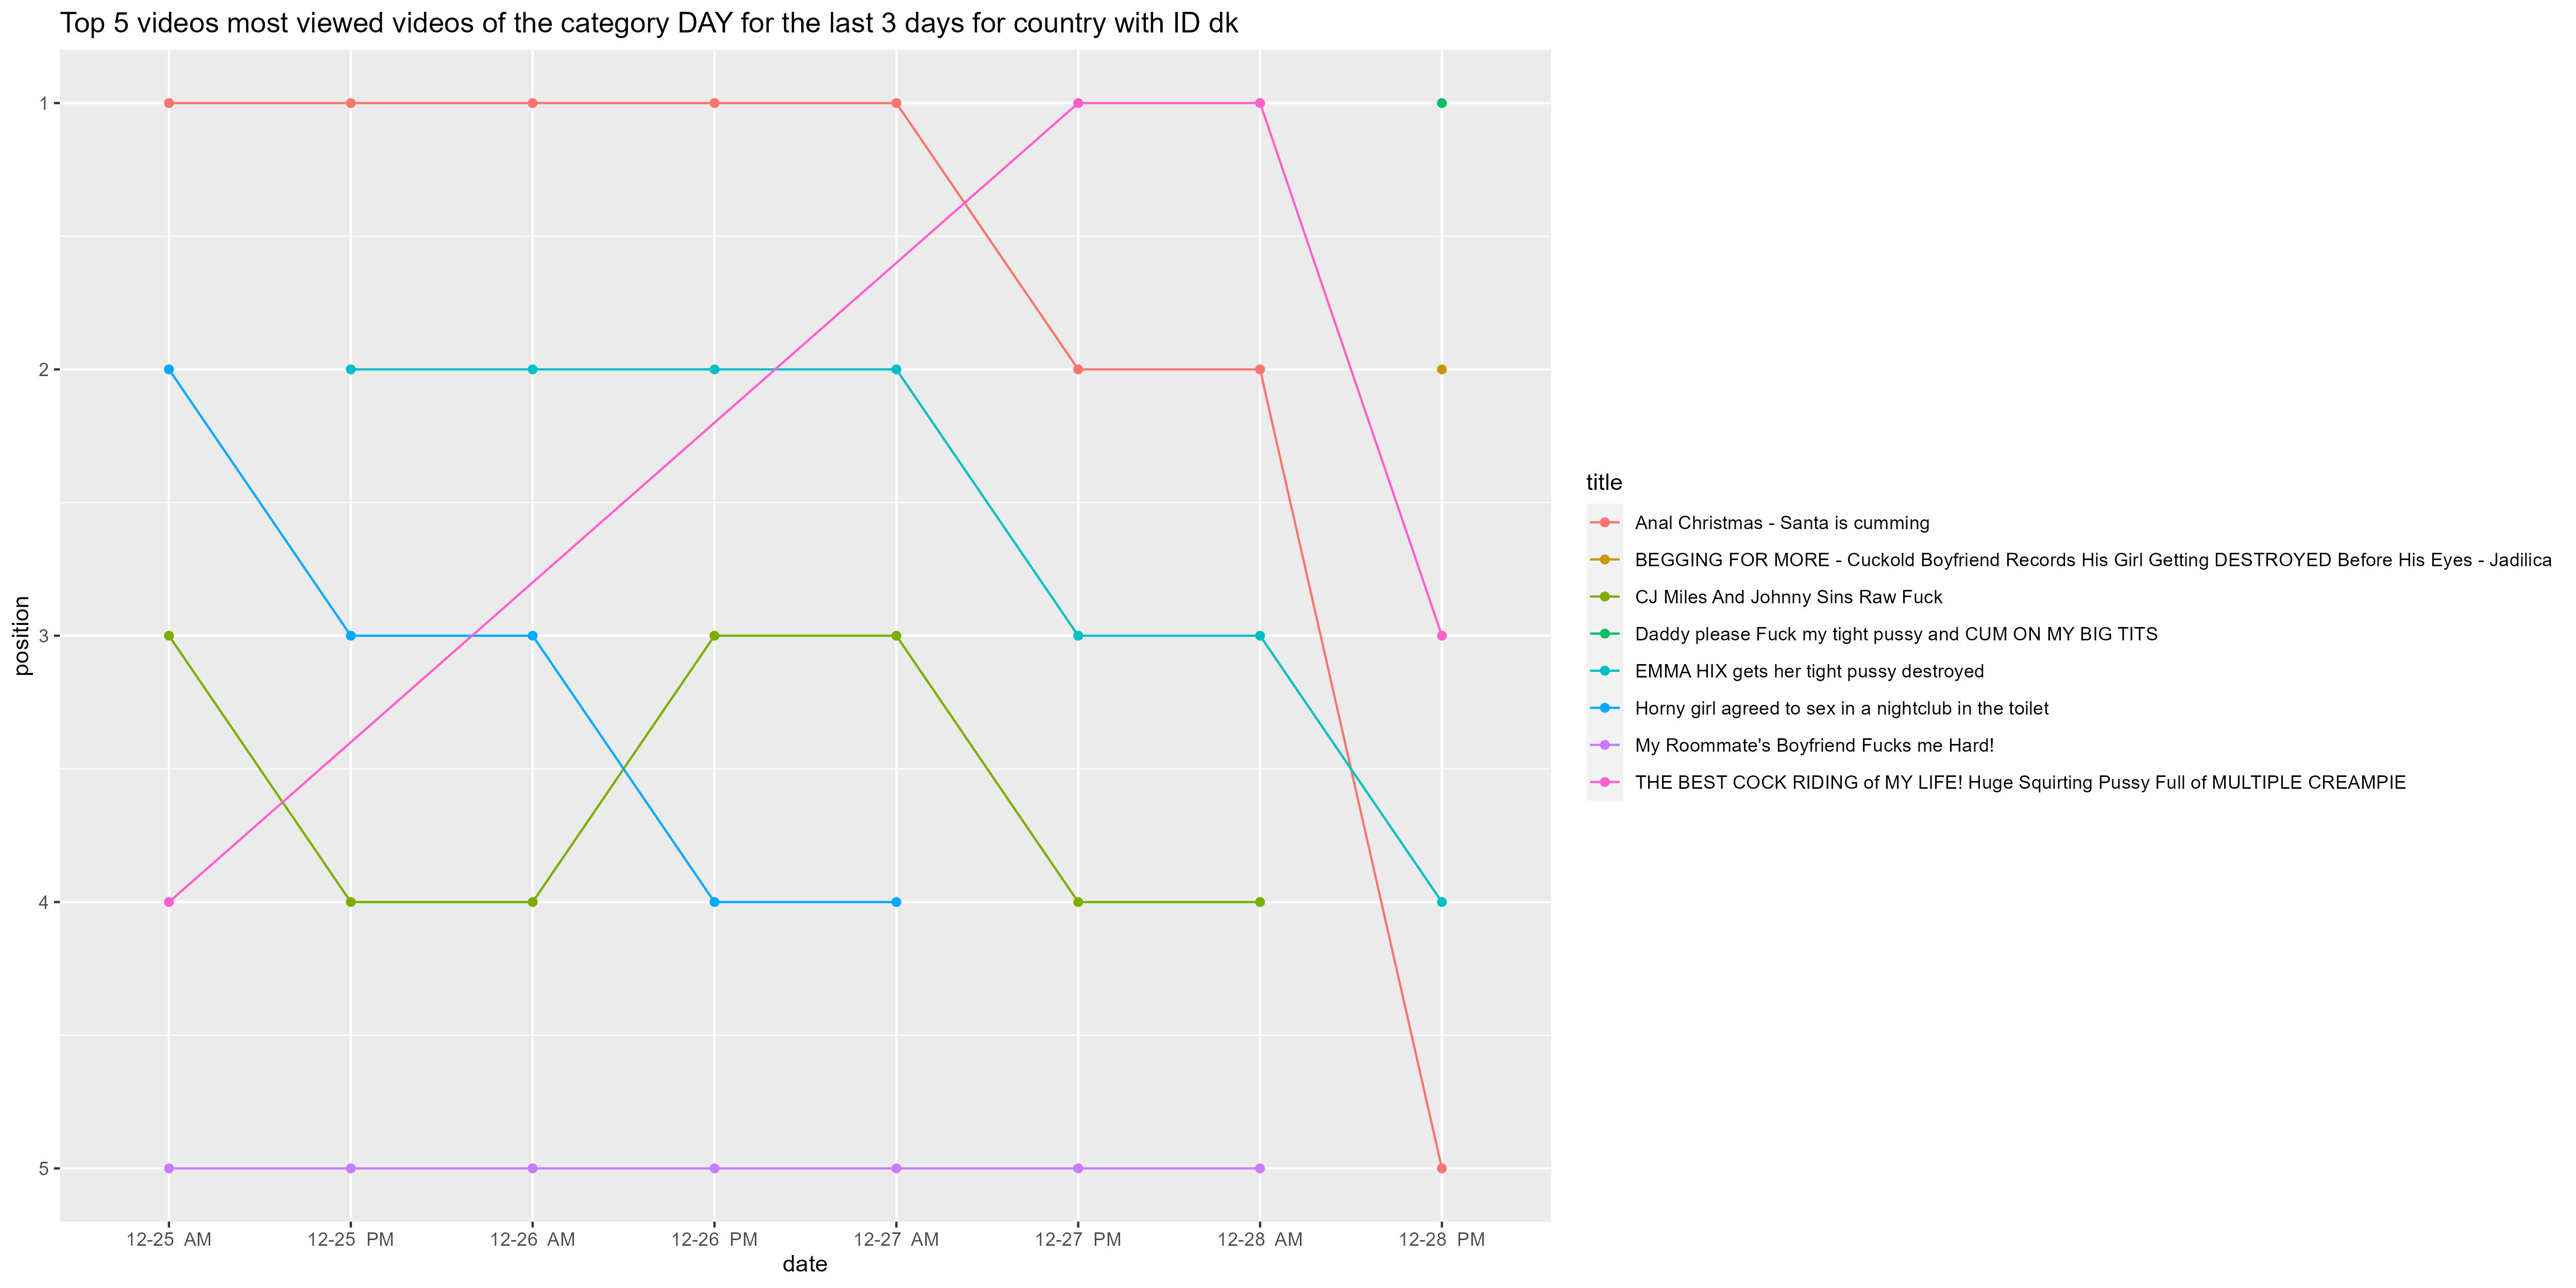 Top 5 videos most viewed videos of the category DAY for the last 3 days for country with ID dk
position
1
2
3
4
5
12-25 AM
12-25 PM
12-26 AM
12-26 PM
12-27 AM
12-27 PM
12-28 AM
12-28 PM
date
title
Anal Christmas - Santa is cumming
BEGGING FOR MORE - Cuckold Boyfriend Records His Girl Getting DESTROYED Before His Eyes - Jadilica
CJ Miles And Johnny Sins Raw Fuck
Daddy please Fuck my tight pussy and CUM ON MY BIG TITS
EMMA HIX gets her tight pussy destroyed
Horny girl agreed to sex in a nightclub in the toilet
My Roommate's Boyfriend Fucks me Hard!
THE BEST COCK RIDING of MY LIFE! Huge Squirting Pussy Full of MULTIPLE CREAMPIE